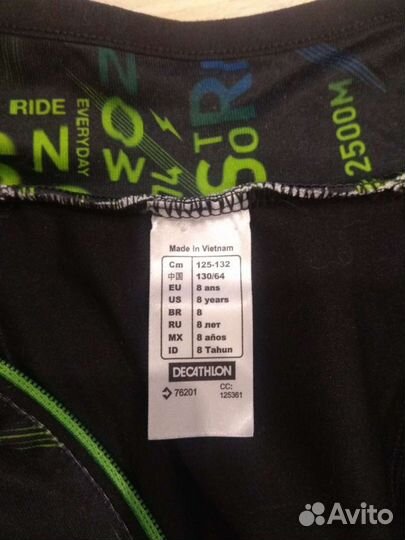 RIDE
EVERYDAY
2500M
Made In Vietnam
Cm 125-132
中国 130/64
EU 8 ans
US 8 years
BR 8
RU 8 лет
MX 8 años
ID 8 Tahun
DECATHLON
76201 CC:
125361
Avito